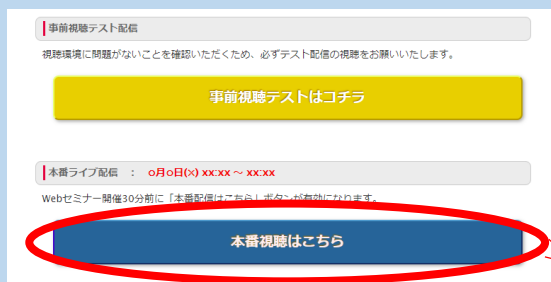 事前視聴テスト配信
視聴環境に問題がないことを確認いただくため、必ずテスト配信の視聴をお願いいたします。
事前視聴テストはコチラ
本番ライブ配信 : ○月○日(×) xx:xx ~ xx:xx
Webセミナー開催30分前に「本番配信はこちら」ボタンが有効になります。
本番視聴はこちら